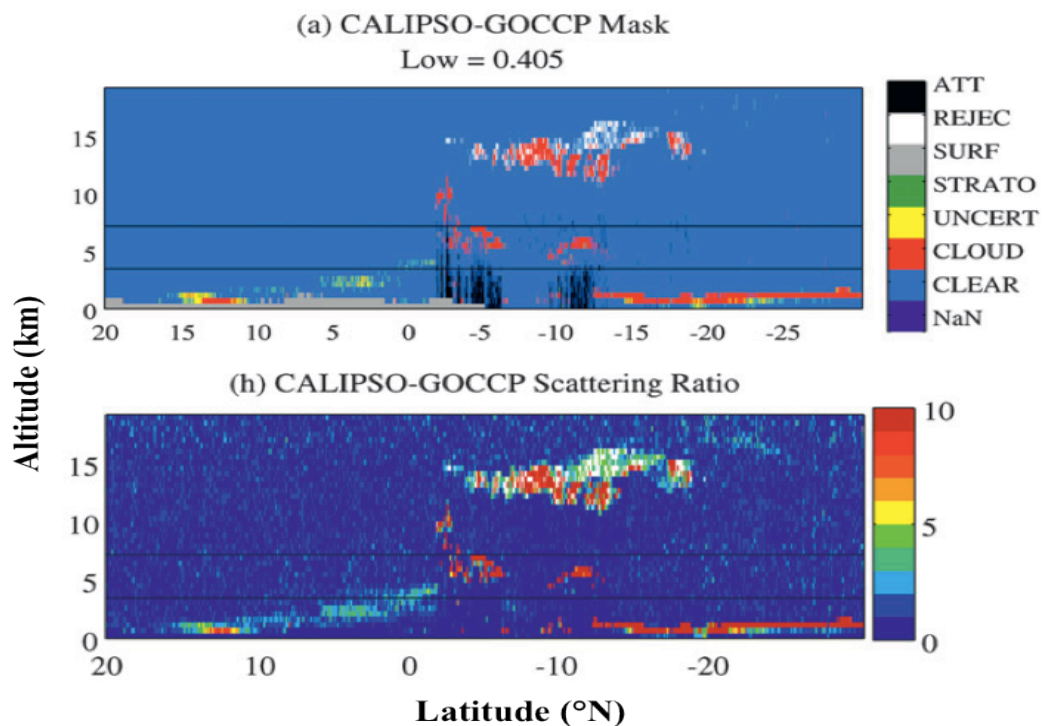 (a) CALIPSO-GOCCP Mask
Low = 0.405
15
10
5
0
20 15 10 5 0 -5 -10 -15 -20 -25
ATT
REJEC
SURF
STRATO
UNCERT
CLOUD
CLEAR
NaN
Altitude (km)
(h) CALIPSO-GOCCP Scattering Ratio
15
10
5
0
20 10 0 -10 -20
10
5
0
Latitude (°N)